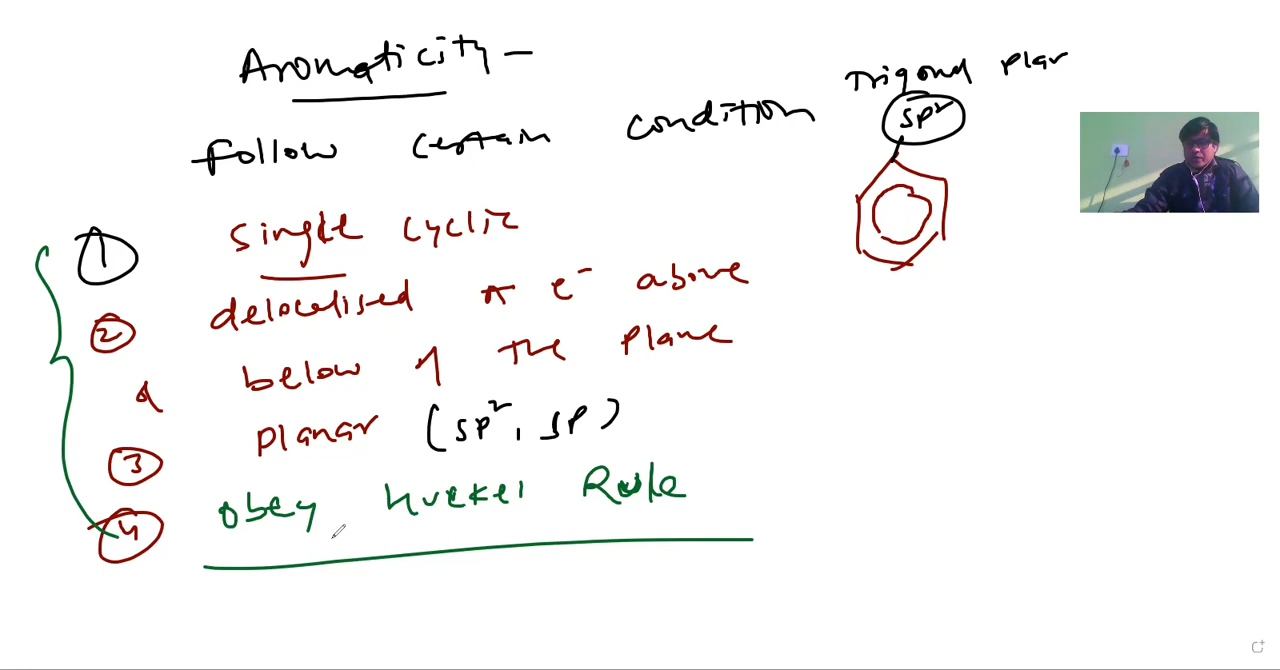 Aromaticity -
Trigonal plan
follow certain condition
sp²
① single cyclic
② delocalised π e⁻ above
& below of the plane
③ planar (sp², sp)
④ obey huckel Rule